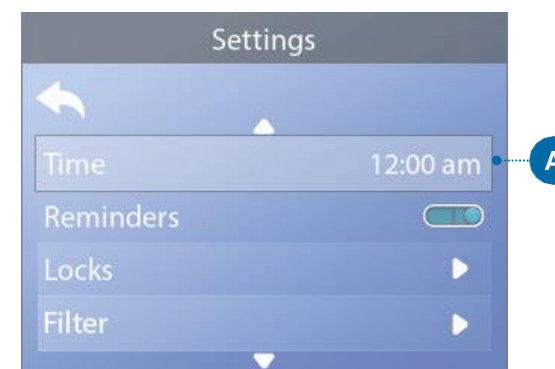 Settings
Time 12:00 am
A
Reminders
Locks
Filter